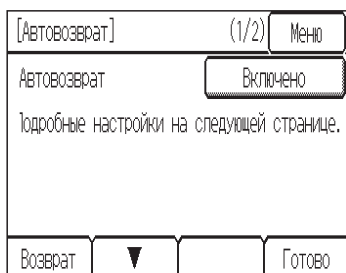 [Автовозврат] (1/2) Меню
Автовозврат Включено
Подробные настройки на следующей странице.
Возврат ▼ Готово